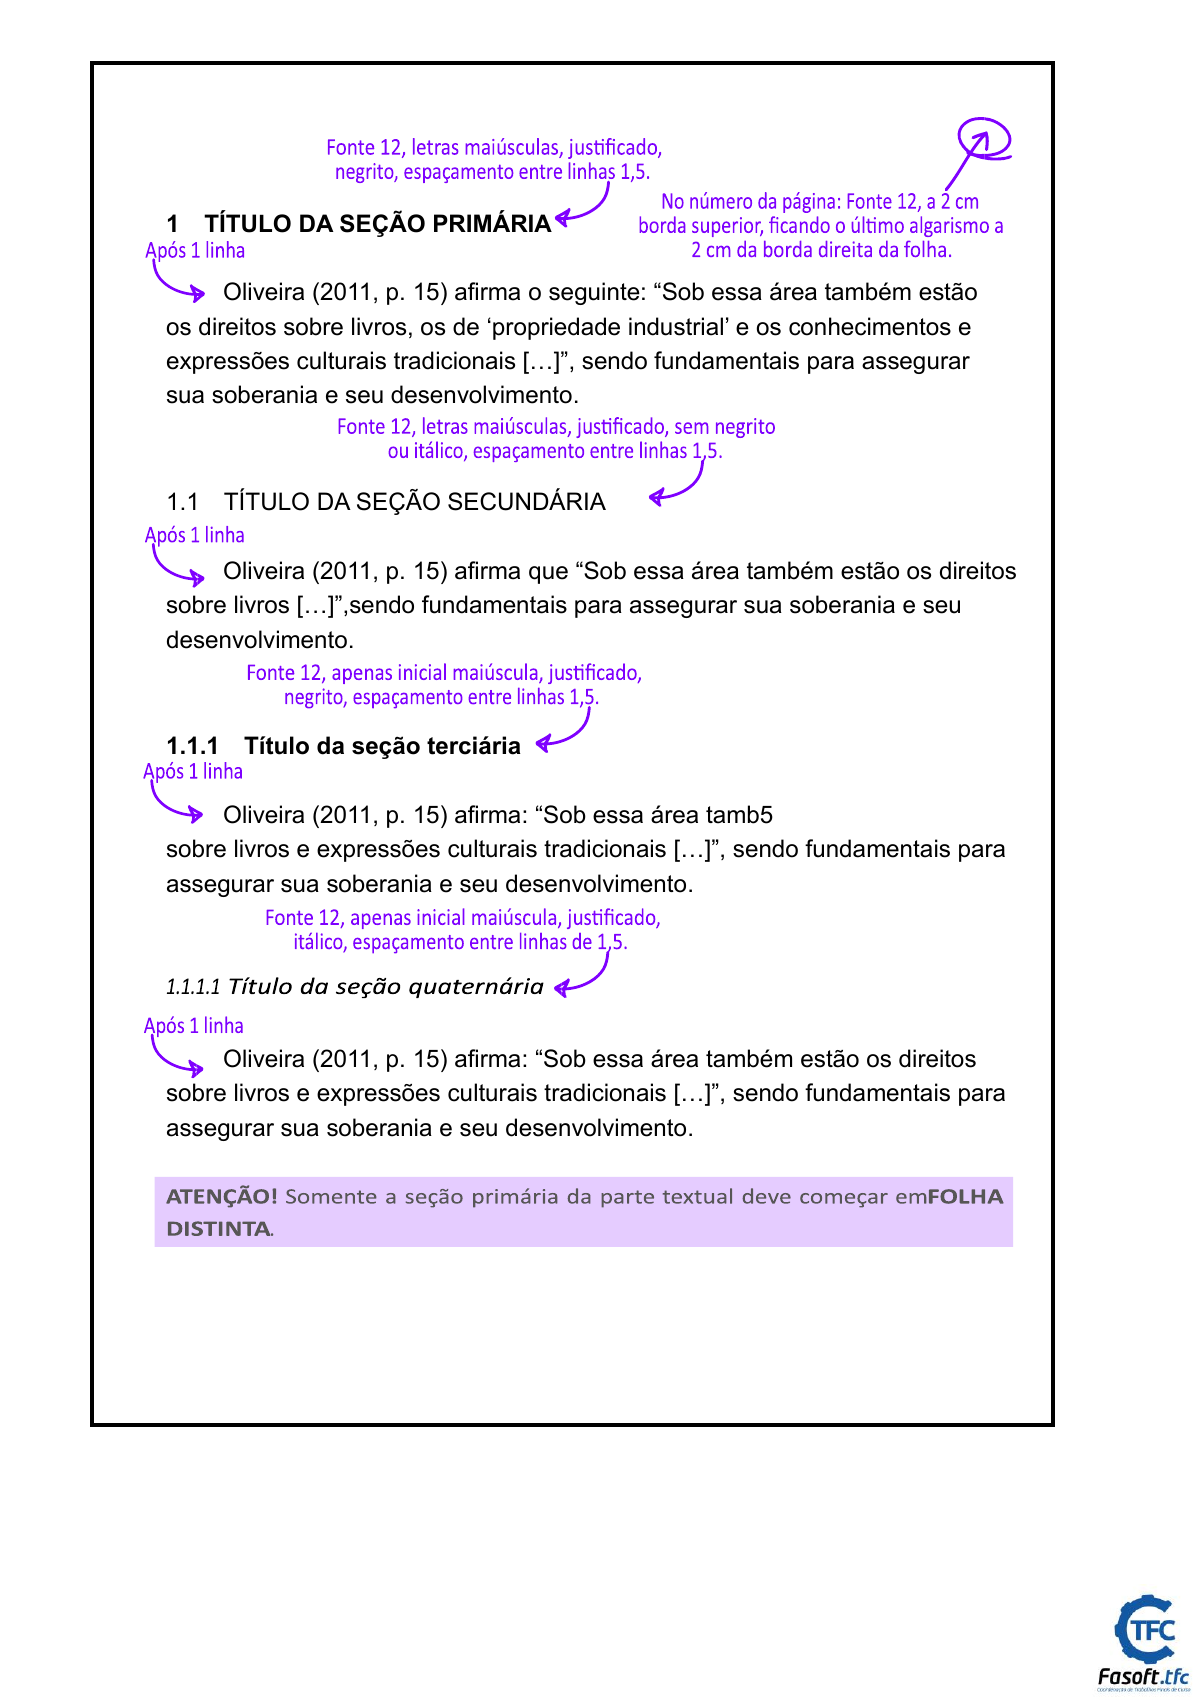 Fonte 12, letras maiúsculas, justificado,
negrito, espaçamento entre linhas 1,5.
No número da página: Fonte 12, a 2 cm
borda superior, ficando o último algarismo a
2 cm da borda direita da folha.
1 TÍTULO DA SEÇÃO PRIMÁRIA
Após 1 linha
Oliveira (2011, p. 15) afirma o seguinte: “Sob essa área também estão
os direitos sobre livros, os de ‘propriedade industrial’ e os conhecimentos e
expressões culturais tradicionais […]”, sendo fundamentais para assegurar
sua soberania e seu desenvolvimento.
Fonte 12, letras maiúsculas, justificado, sem negrito
ou itálico, espaçamento entre linhas 1,5.
1.1 TÍTULO DA SEÇÃO SECUNDÁRIA
Após 1 linha
Oliveira (2011, p. 15) afirma que “Sob essa área também estão os direitos
sobre livros […]”,sendo fundamentais para assegurar sua soberania e seu
desenvolvimento.
Fonte 12, apenas inicial maiúscula, justificado,
negrito, espaçamento entre linhas 1,5.
1.1.1 Título da seção terciária
Após 1 linha
Oliveira (2011, p. 15) afirma: “Sob essa área tamb5
sobre livros e expressões culturais tradicionais […]”, sendo fundamentais para
assegurar sua soberania e seu desenvolvimento.
Fonte 12, apenas inicial maiúscula, justificado,
itálico, espaçamento entre linhas de 1,5.
1.1.1.1 Título da seção quaternária
Após 1 linha
Oliveira (2011, p. 15) afirma: “Sob essa área também estão os direitos
sobre livros e expressões culturais tradicionais […]”, sendo fundamentais para
assegurar sua soberania e seu desenvolvimento.
ATENÇÃO! Somente a seção primária da parte textual deve começar emFOLHA
DISTINTA.
TFC
Fasoft.tfc